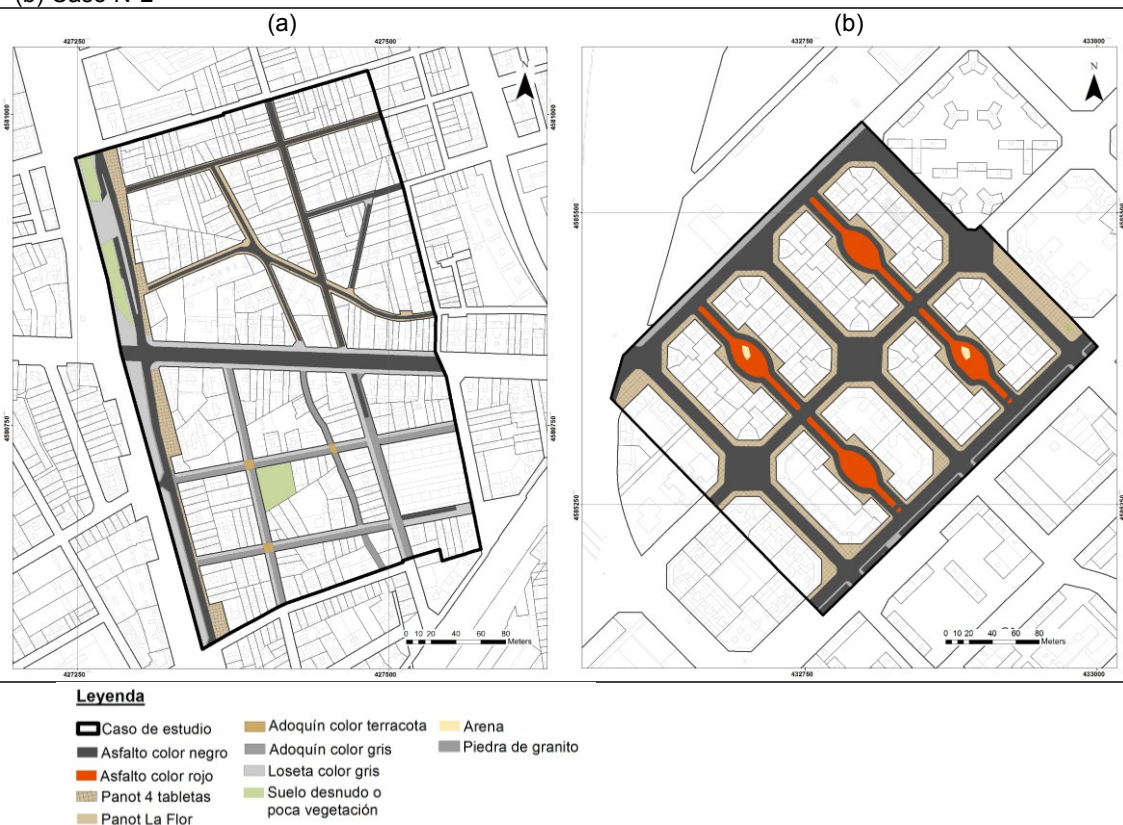 (a) (b)
427250 427500
432750 433000
N
N
4581000
4580750
4585500
4585250
0 10 20 40 60 80
Meters
0 10 20 40 60 80
Meters
427250 427500
432750 433000
Leyenda
Caso de estudio
Asfalto color negro
Asfalto color rojo
Panot 4 tabletas
Panot La Flor
Adoquín color terracota
Adoquín color gris
Loseta color gris
Suelo desnudo o
poca vegetación
Arena
Piedra de granito